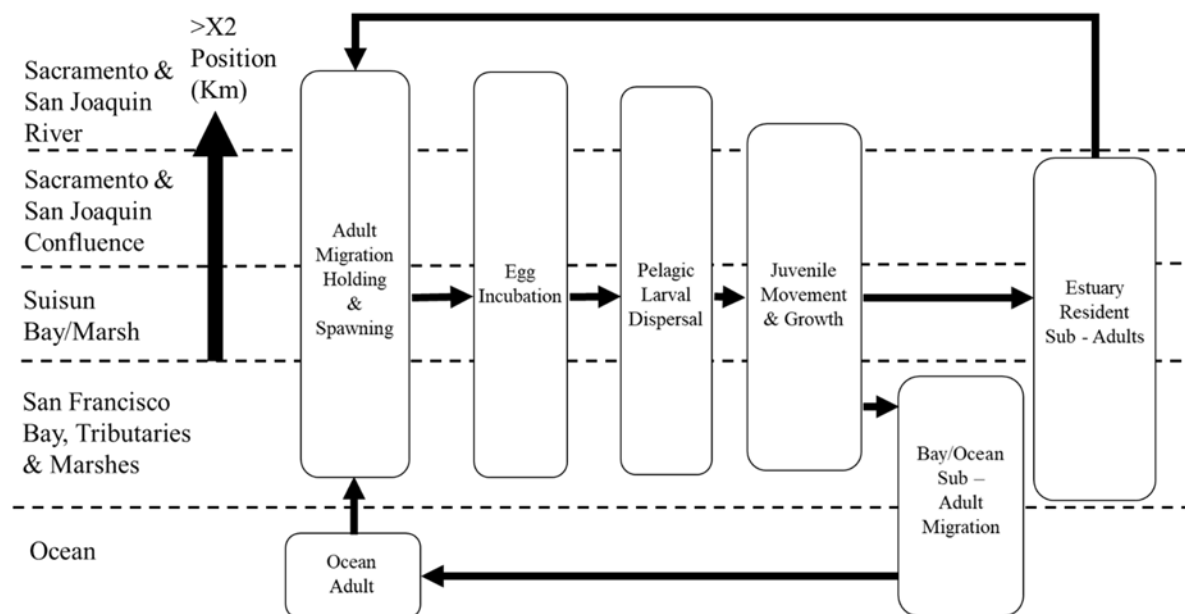 >X2
Position
(Km)
Sacramento &
San Joaquin
River
Sacramento &
San Joaquin
Confluence
Suisun
Bay/Marsh
San Francisco
Bay, Tributaries
& Marshes
Ocean
Adult
Migration
Holding
&
Spawning
Egg
Incubation
Pelagic
Larval
Dispersal
Juvenile
Movement
& Growth
Estuary
Resident
Sub - Adults
Bay/Ocean
Sub –
Adult
Migration
Ocean
Adult